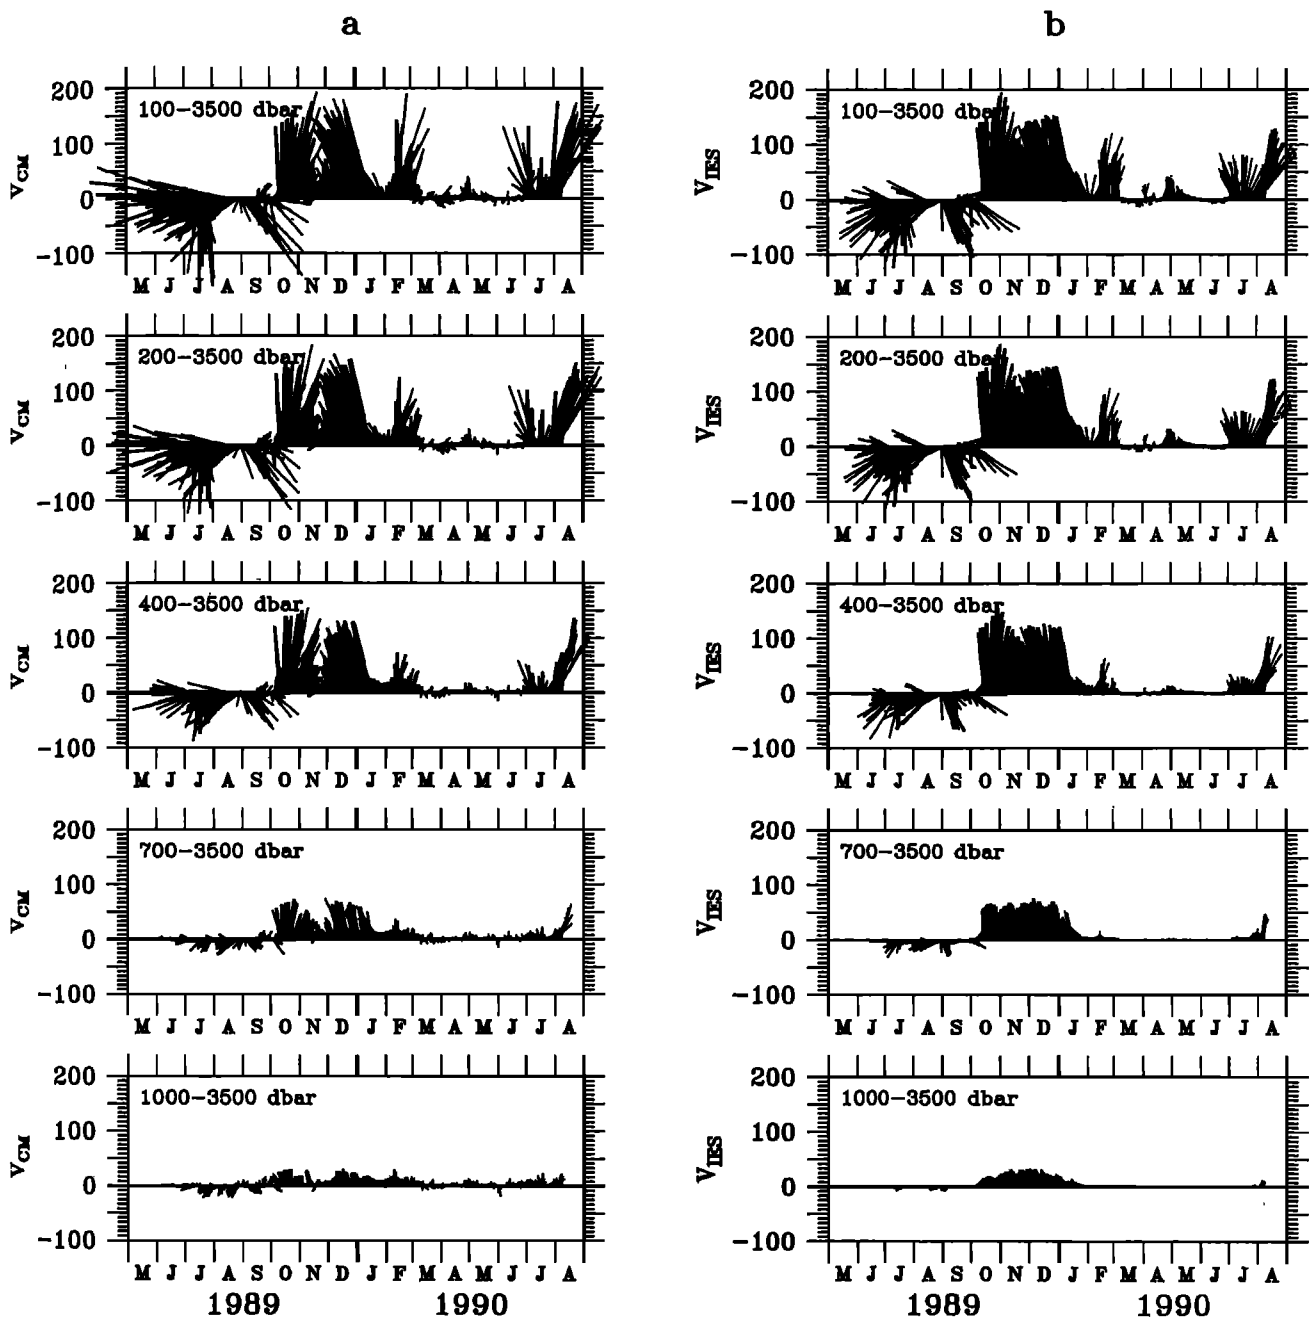 a
b
200
100-3500 dbar
100
V_CM
0
-100
M J J A S O N D J F M A M J J A
200
100-3500 dbar
100
V_IES
0
-100
M J J A S O N D J F M A M J J A
200
200-3500 dbar
100
V_CM
0
-100
M J J A S O N D J F M A M J J A
200
200-3500 dbar
100
V_IES
0
-100
M J J A S O N D J F M A M J J A
200
400-3500 dbar
100
V_CM
0
-100
M J J A S O N D J F M A M J J A
200
400-3500 dbar
100
V_IES
0
-100
M J J A S O N D J F M A M J J A
200
700-3500 dbar
100
V_CM
0
-100
M J J A S O N D J F M A M J J A
200
700-3500 dbar
100
V_IES
0
-100
M J J A S O N D J F M A M J J A
200
1000-3500 dbar
100
V_CM
0
-100
M J J A S O N D J F M A M J J A
1989 1990
200
1000-3500 dbar
100
V_IES
0
-100
M J J A S O N D J F M A M J J A
1989 1990